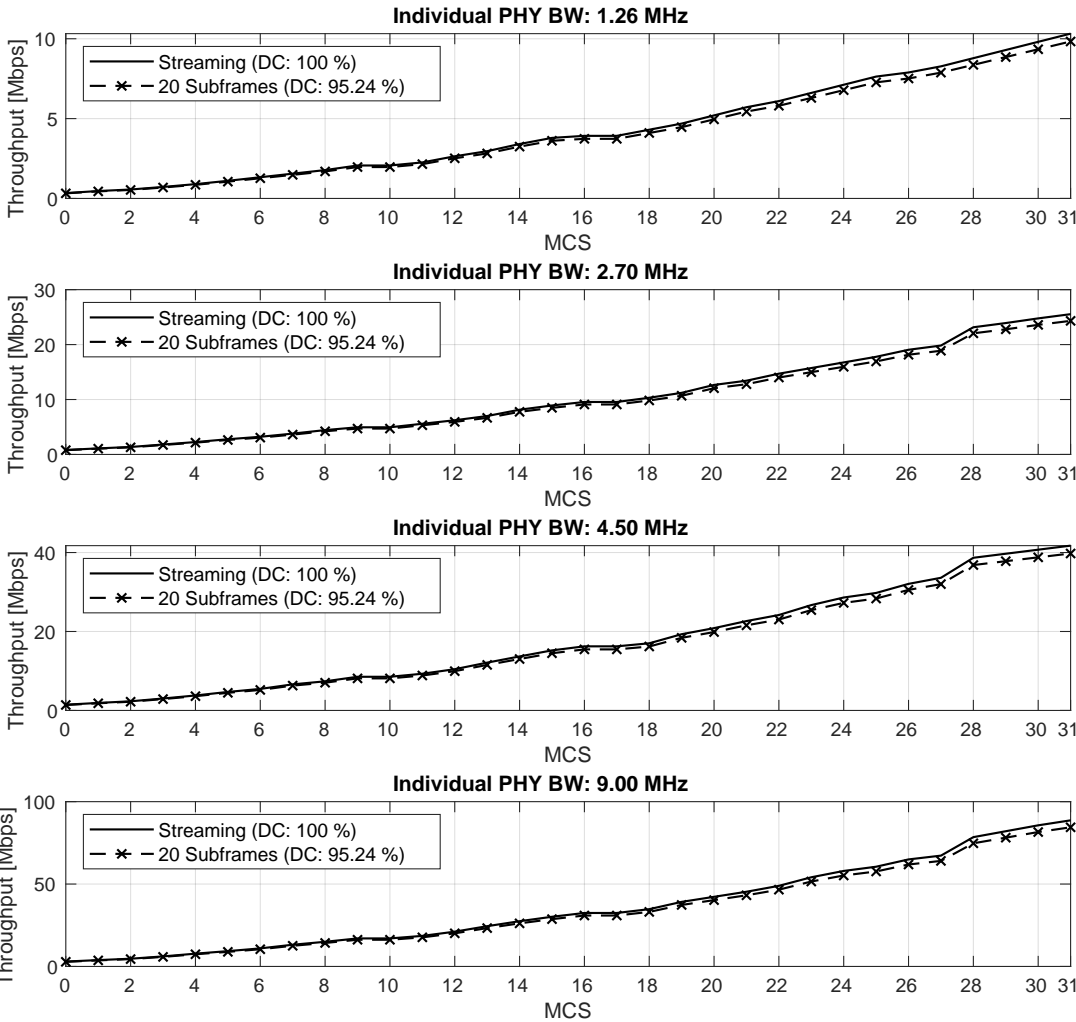 Individual PHY BW: 1.26 MHz
10
5
0
Throughput [Mbps]
Streaming (DC: 100 %)
20 Subframes (DC: 95.24 %)
0 2 4 6 8 10 12 14 16 18 20 22 24 26 28 30 31
MCS
Individual PHY BW: 2.70 MHz
30
20
10
0
Throughput [Mbps]
Streaming (DC: 100 %)
20 Subframes (DC: 95.24 %)
0 2 4 6 8 10 12 14 16 18 20 22 24 26 28 30 31
MCS
Individual PHY BW: 4.50 MHz
40
20
0
Throughput [Mbps]
Streaming (DC: 100 %)
20 Subframes (DC: 95.24 %)
0 2 4 6 8 10 12 14 16 18 20 22 24 26 28 30 31
MCS
Individual PHY BW: 9.00 MHz
100
50
0
Throughput [Mbps]
Streaming (DC: 100 %)
20 Subframes (DC: 95.24 %)
0 2 4 6 8 10 12 14 16 18 20 22 24 26 28 30 31
MCS